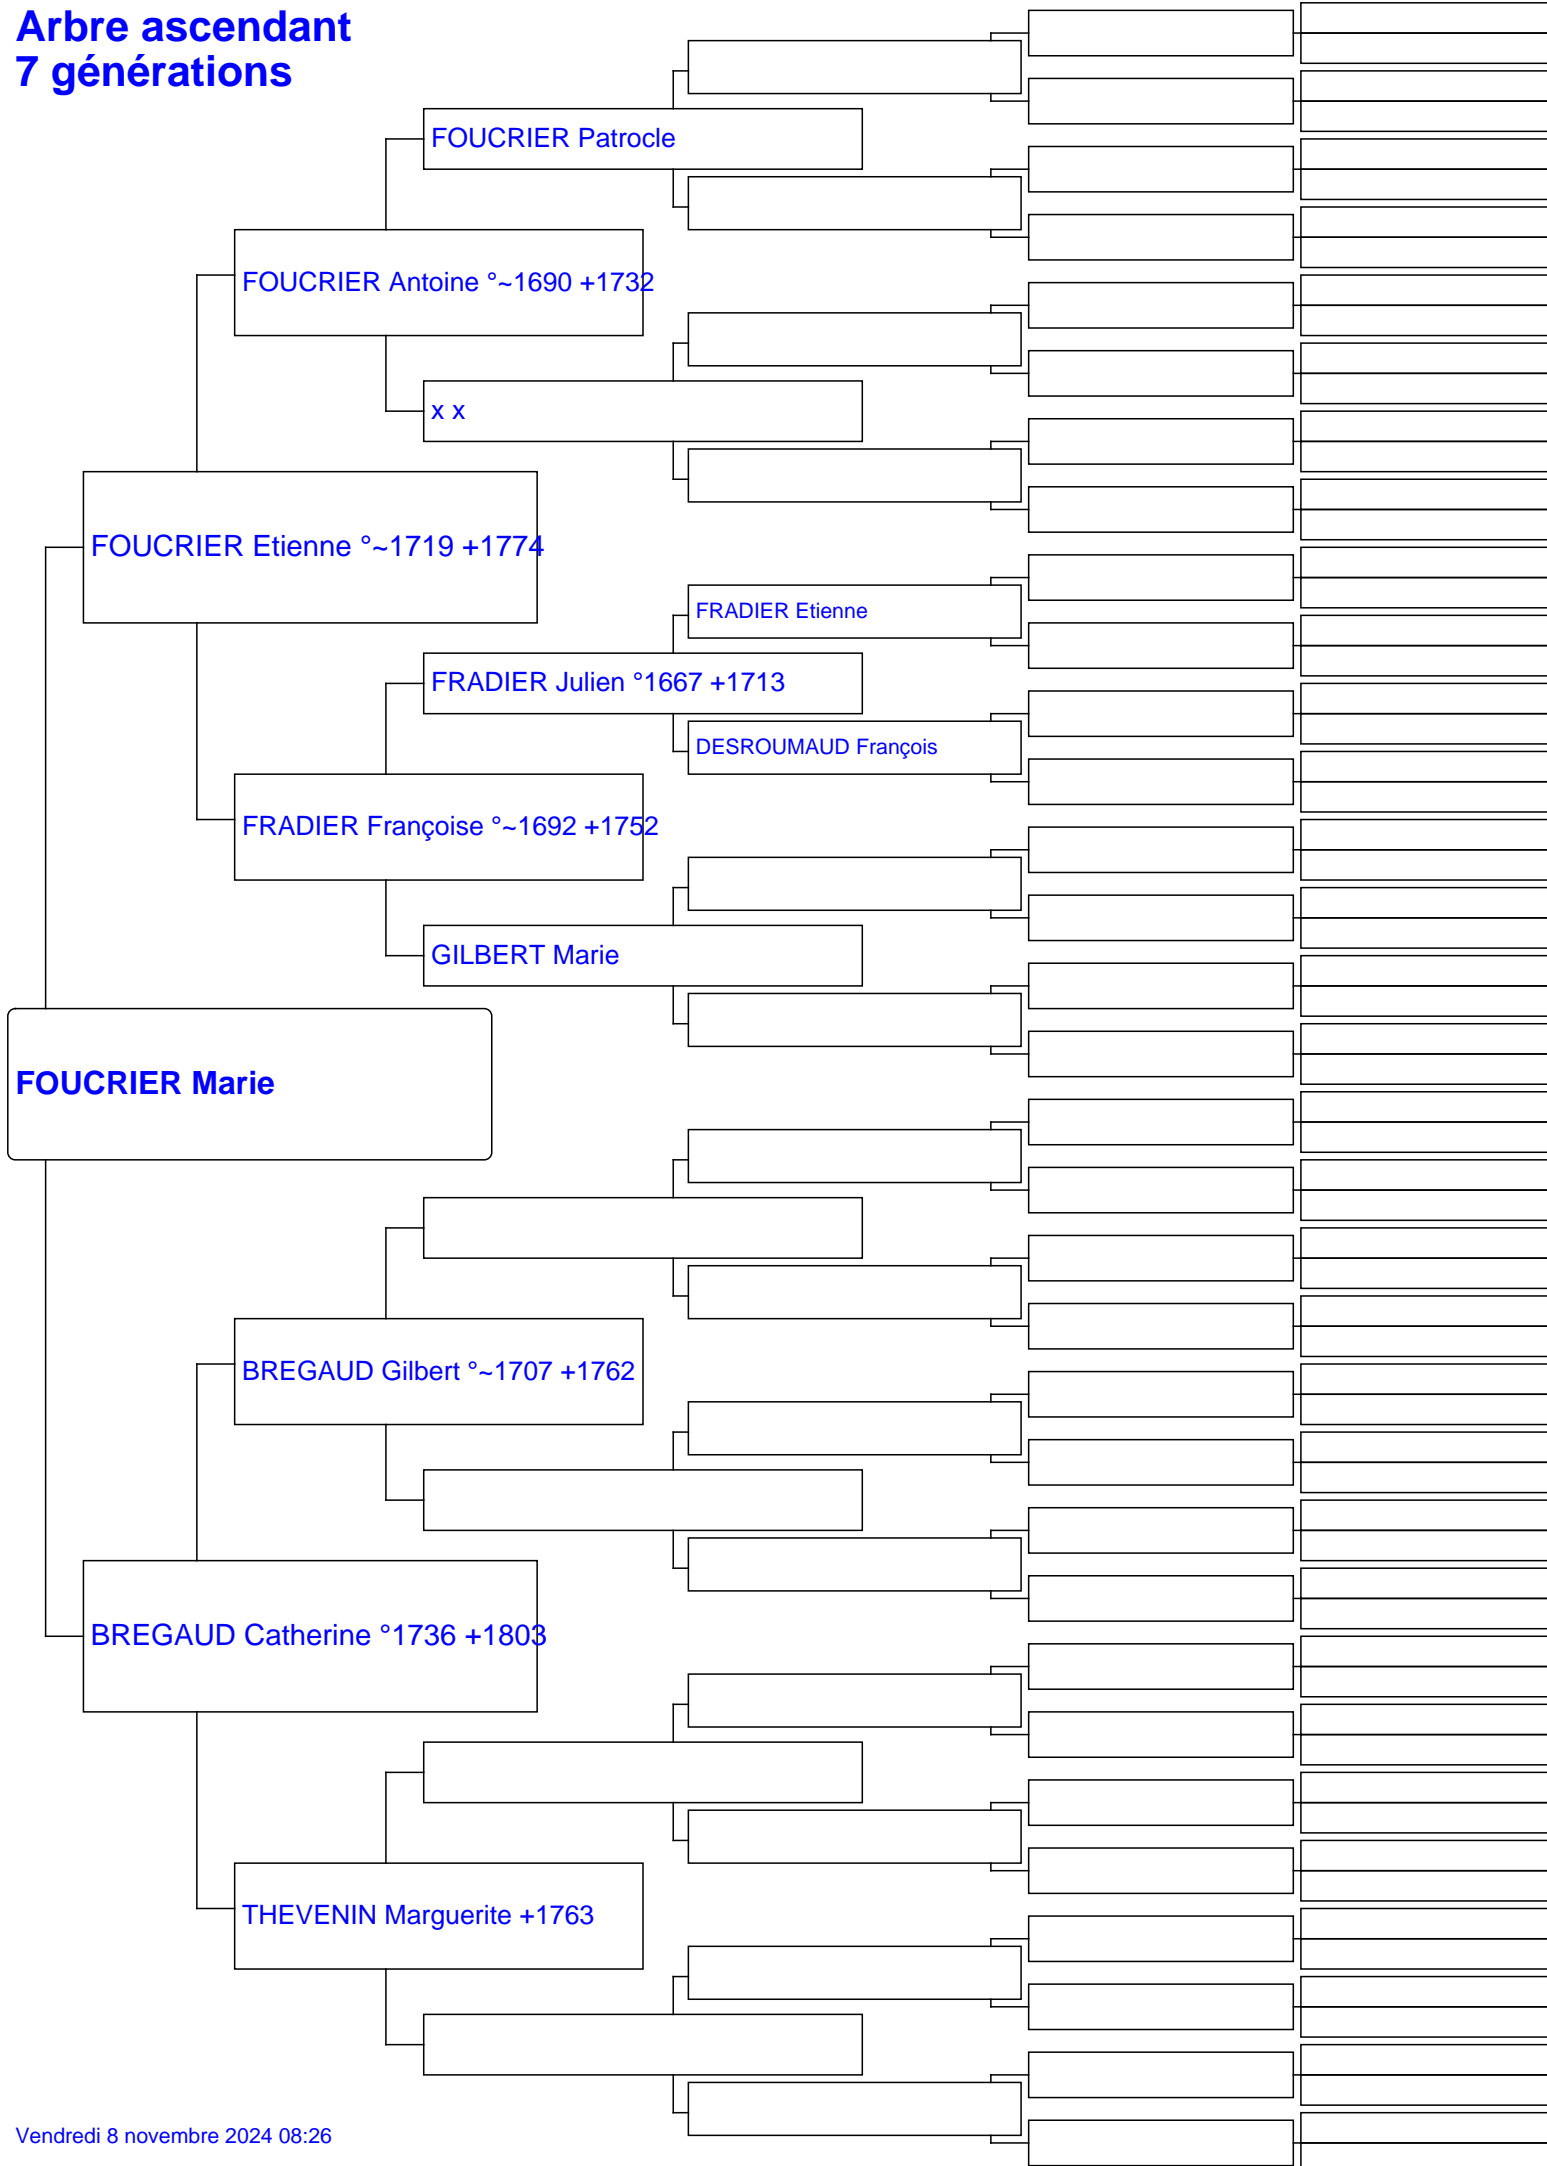 Arbre ascendant
7 générations
FOUCRIER Patrocle
FOUCRIER Antoine °~1690 +1732
x x
FOUCRIER Etienne °~1719 +1774
FRADIER Etienne
FRADIER Julien °1667 +1713
DESROUMAUD François
FRADIER Françoise °~1692 +1752
GILBERT Marie
FOUCRIER Marie
BREGAUD Gilbert °~1707 +1762
BREGAUD Catherine °1736 +1803
THEVENIN Marguerite +1763
Vendredi 8 novembre 2024 08:26